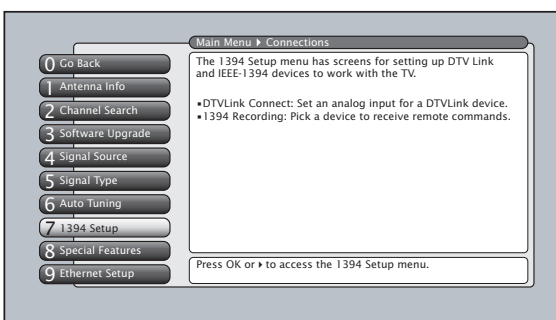 Main Menu ▸ Connections
0 Go Back
1 Antenna Info
2 Channel Search
3 Software Upgrade
4 Signal Source
5 Signal Type
6 Auto Tuning
7 1394 Setup
8 Special Features
9 Ethernet Setup
The 1394 Setup menu has screens for setting up DTV Link
and IEEE-1394 devices to work with the TV.
▪DTVLink Connect: Set an analog input for a DTVLink device.
▪1394 Recording: Pick a device to receive remote commands.
Press OK or ▸ to access the 1394 Setup menu.